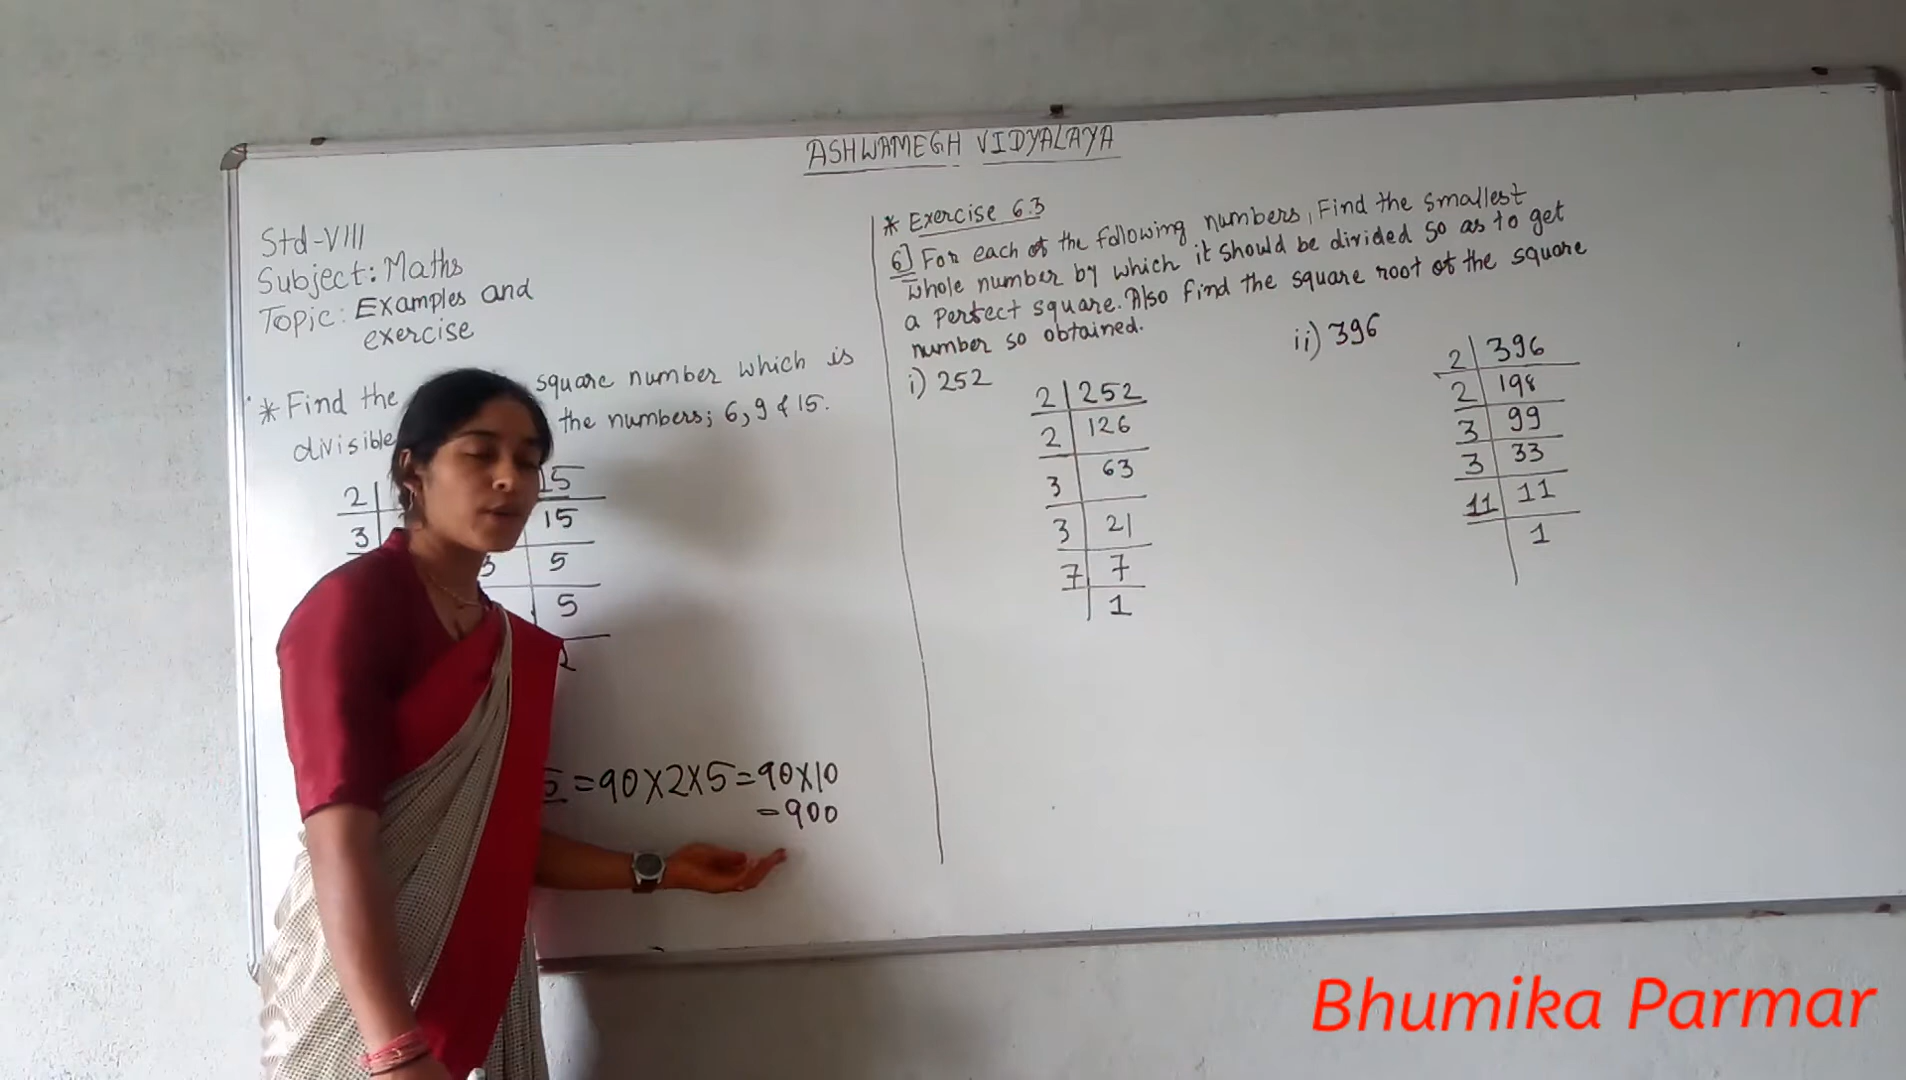 ASHWAMEGH VIDYALAYA
Std-VIII
Subject: Maths
Topic: Examples and
exercise
* Find the square number which is
divisible the numbers; 6, 9 & 15.
2 15
3 15
3 5
5
= 90X2X5 = 90X10
= 900
* Exercise 6.3
6] For each of the following numbers, Find the smallest
whole number by which it should be divided so as to get
a perfect square. Also find the square root of the square
number so obtained.
i) 252
2 252
2 126
3 63
3 21
7 7
1
ii) 396
2 396
2 198
3 99
3 33
11 11
1
Bhumika Parmar